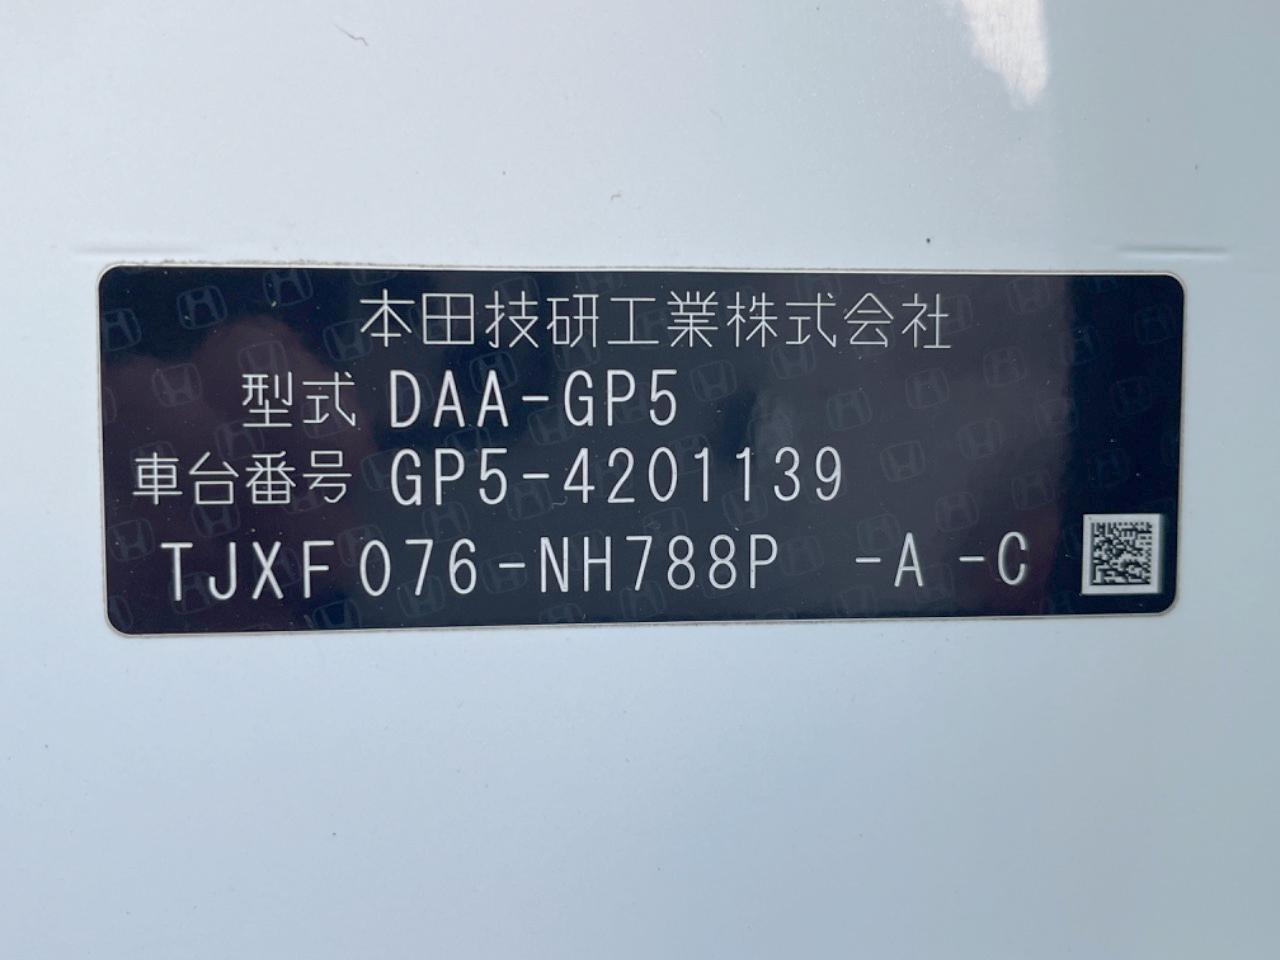 本田技研工業株式会社
型式 DAA-GP5
車台番号 GP5-4201139
TJXF076-NH788P -A -C